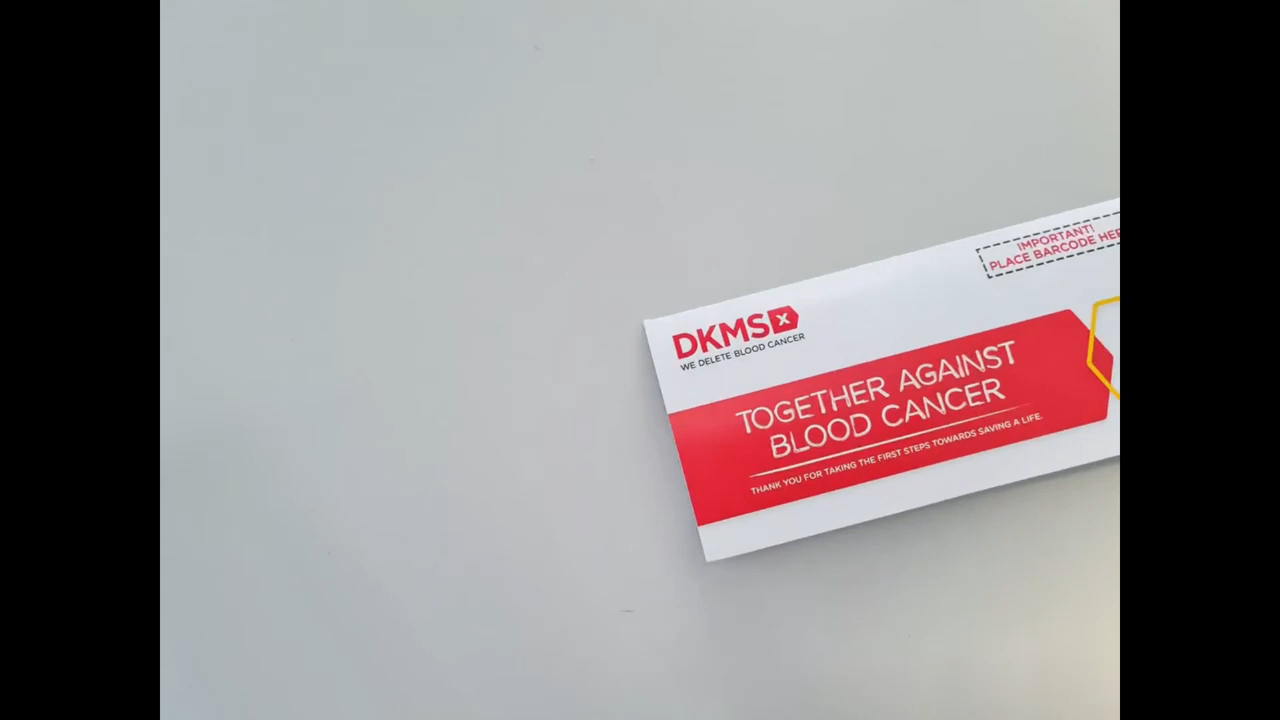 IMPORTANT!
PLACE BARCODE
DKMS x
WE DELETE BLOOD CANCER
TOGETHER AGAINST
BLOOD CANCER
THANK YOU FOR TAKING THE FIRST STEPS TOWARDS SAVING A LIFE.